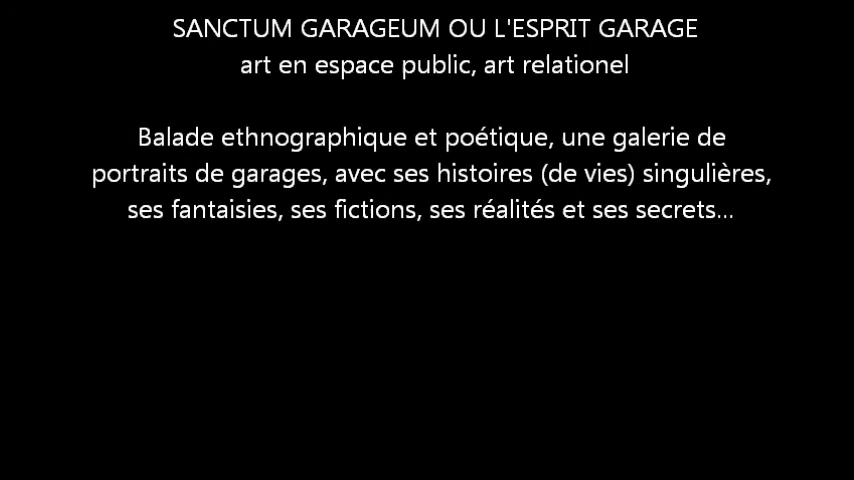 SANCTUM GARAGEUM OU L'ESPRIT GARAGE
art en espace public, art relationel
Balade ethnographique et poétique, une galerie de
portraits de garages, avec ses histoires (de vies) singulières,
ses fantaisies, ses fictions, ses réalités et ses secrets...